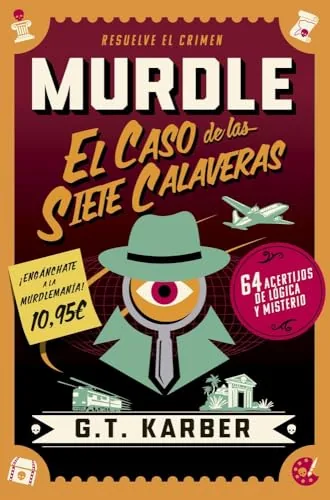 RESUELVE EL CRIMEN
MURDLE
EL CASO de las
SIETE CALAVERAS
¡ENGÁNCHATE
A LA
MURDLEMANÍA!
10,95€
64 ACERTIJOS
DE LÓGICA
Y MISTERIO
G.T. KARBER